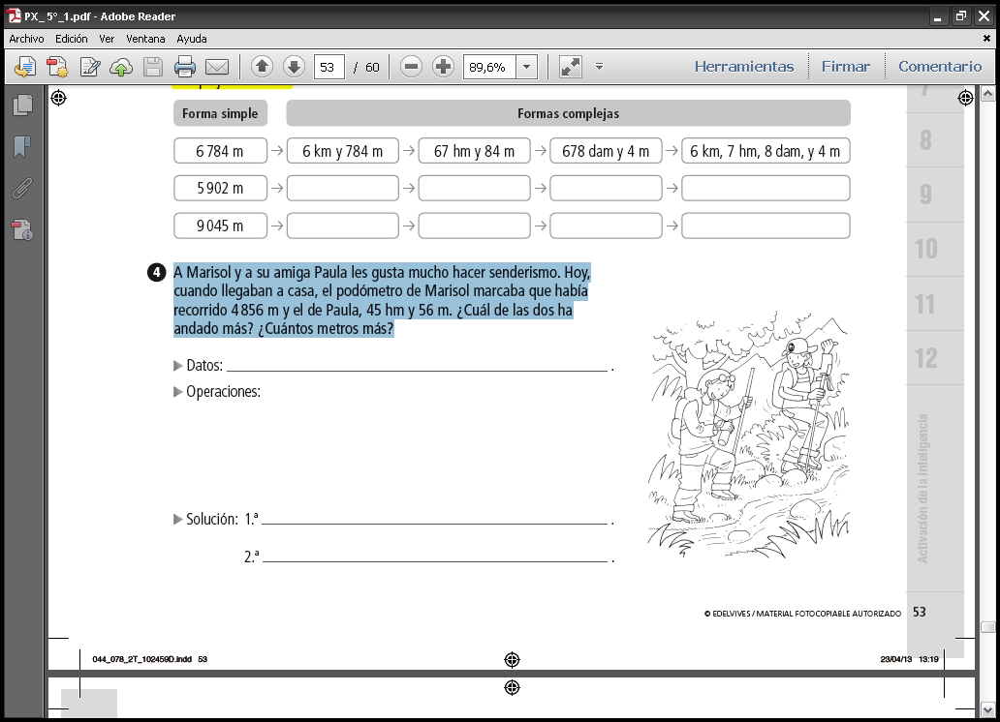 PX_ 5°_1.pdf - Adobe Reader
Archivo Edición Ver Ventana Ayuda
53 / 60 89,6% Herramientas Firmar Comentario
Forma simple Formas complejas
6 784 m → 6 km y 784 m → 67 hm y 84 m → 678 dam y 4 m → 6 km, 7 hm, 8 dam, y 4 m
5 902 m → → → →
9 045 m → → → →
4 A Marisol y a su amiga Paula les gusta mucho hacer senderismo. Hoy,
cuando llegaban a casa, el podómetro de Marisol marcaba que había
recorrido 4 856 m y el de Paula, 45 hm y 56 m. ¿Cuál de las dos ha
andado más? ¿Cuántos metros más?
Datos: .
Operaciones:
Solución: 1.ª .
2.ª .
8
9
10
11
12
Activación de la Inteligencia
© EDELVIVES / MATERIAL FOTOCOPIABLE AUTORIZADO 53
044_078_2T_102459D.indd 53 23/04/13 13:19